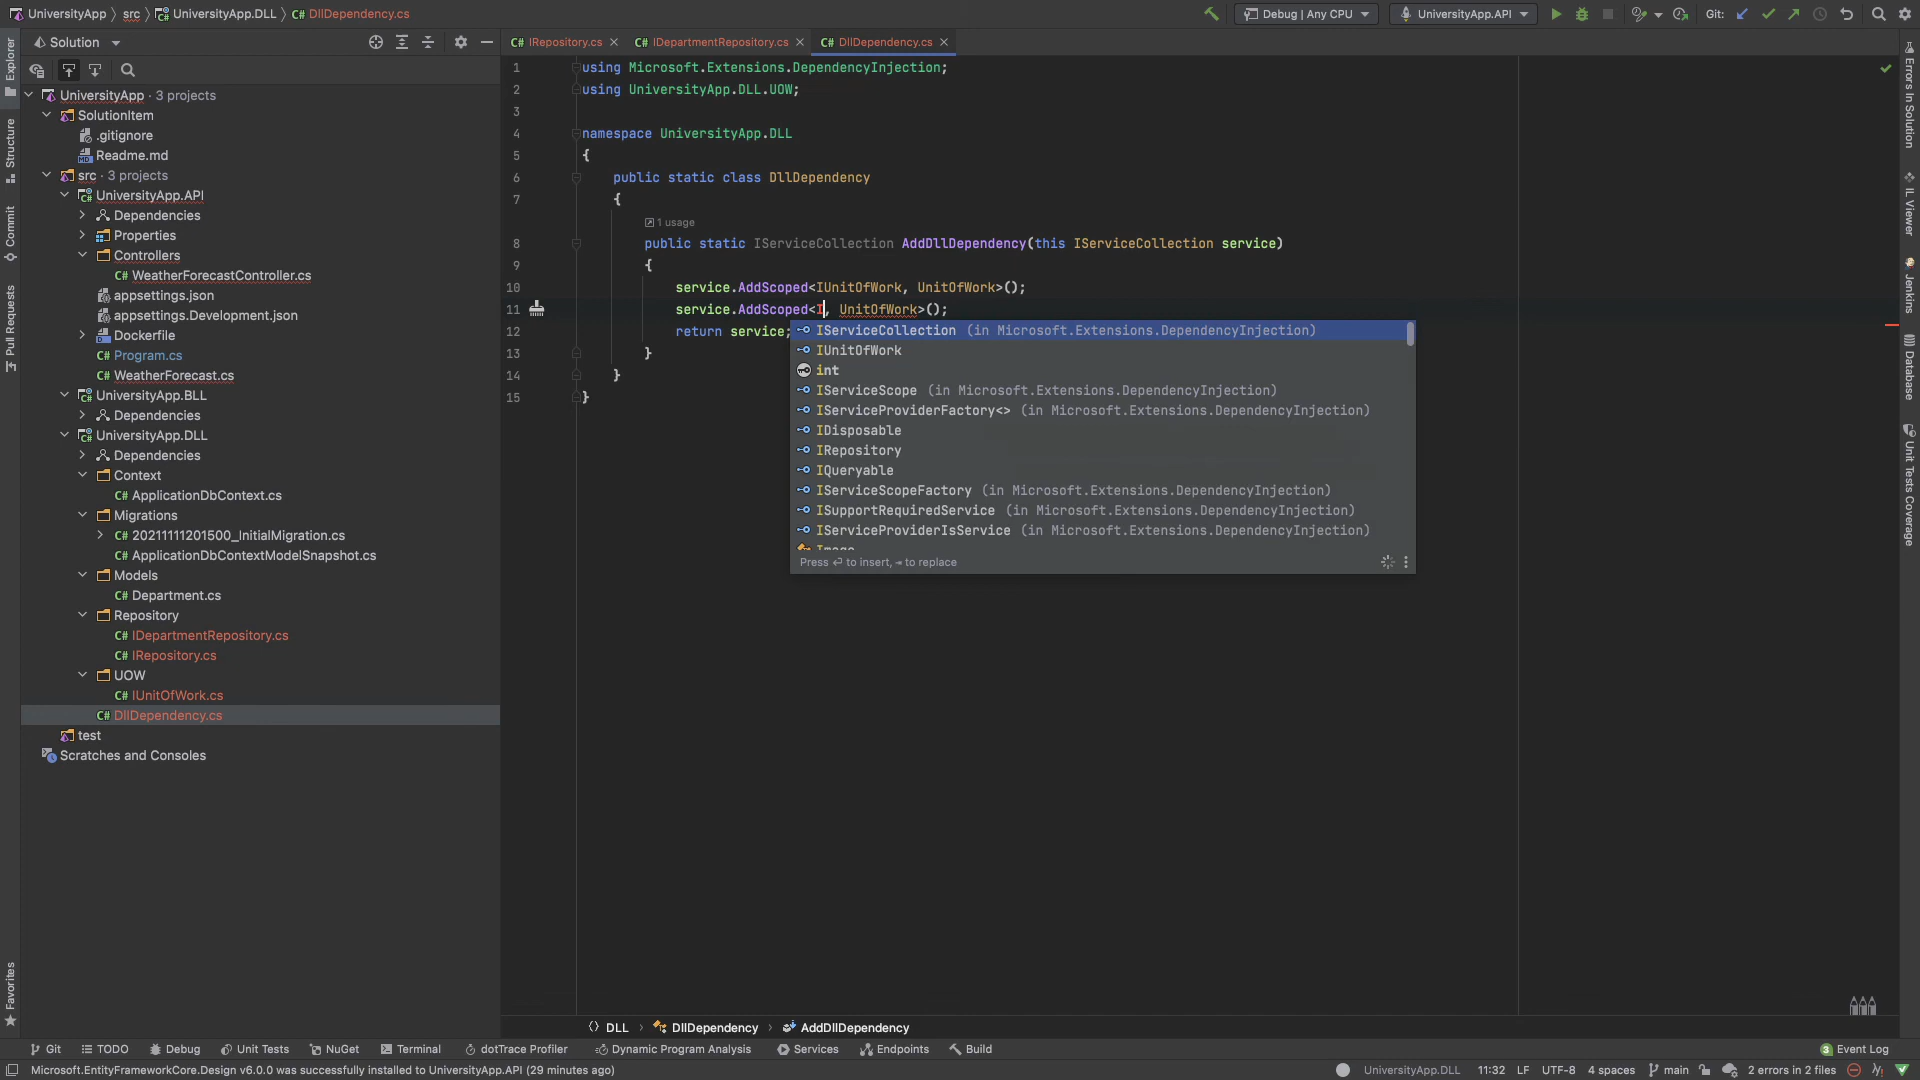 UniversityApp > src > UniversityApp.DLL > C# DllDependency.cs
Debug | Any CPU
UniversityApp.API
Git:
Solution
C# IRepository.cs
C# IDepartmentRepository.cs
C# DllDependency.cs
Explorer
Structure
Commit
Pull Requests
Favorites
UniversityApp · 3 projects
SolutionItem
.gitignore
Readme.md
src · 3 projects
UniversityApp.API
Dependencies
Properties
Controllers
C# WeatherForecastController.cs
appsettings.json
appsettings.Development.json
Dockerfile
C# Program.cs
C# WeatherForecast.cs
UniversityApp.BLL
Dependencies
UniversityApp.DLL
Dependencies
Context
C# ApplicationDbContext.cs
Migrations
C# 20211111201500_InitialMigration.cs
C# ApplicationDbContextModelSnapshot.cs
Models
C# Department.cs
Repository
C# IDepartmentRepository.cs
C# IRepository.cs
UOW
C# IUnitOfWork.cs
C# DllDependency.cs
test
Scratches and Consoles
1 using Microsoft.Extensions.DependencyInjection;
2 using UniversityApp.DLL.UOW;
3
4 namespace UniversityApp.DLL
5 {
6 public static class DllDependency
7 {
1 usage
8 public static IServiceCollection AddDllDependency(this IServiceCollection service)
9 {
10 service.AddScoped<IUnitOfWork, UnitOfWork>();
11 service.AddScoped<I, UnitOfWork>();
12 return service;
13 }
14 }
15 }
IServiceCollection (in Microsoft.Extensions.DependencyInjection)
IUnitOfWork
int
IServiceScope (in Microsoft.Extensions.DependencyInjection)
IServiceProviderFactory<> (in Microsoft.Extensions.DependencyInjection)
IDisposable
IRepository
IQueryable
IServiceScopeFactory (in Microsoft.Extensions.DependencyInjection)
ISupportRequiredService (in Microsoft.Extensions.DependencyInjection)
IServiceProviderIsService (in Microsoft.Extensions.DependencyInjection)
Image
Press ↵ to insert, ⇥ to replace
Errors In Solution
IL Viewer
Jenkins
Database
Unit Tests Coverage
DLL > DllDependency > AddDllDependency
Git
TODO
Debug
Unit Tests
NuGet
Terminal
dotTrace Profiler
Dynamic Program Analysis
Services
Endpoints
Build
3 Event Log
Microsoft.EntityFrameworkCore.Design v6.0.0 was successfully installed to UniversityApp.API (29 minutes ago)
UniversityApp.DLL
11:32
LF
UTF-8
4 spaces
main
2 errors in 2 files